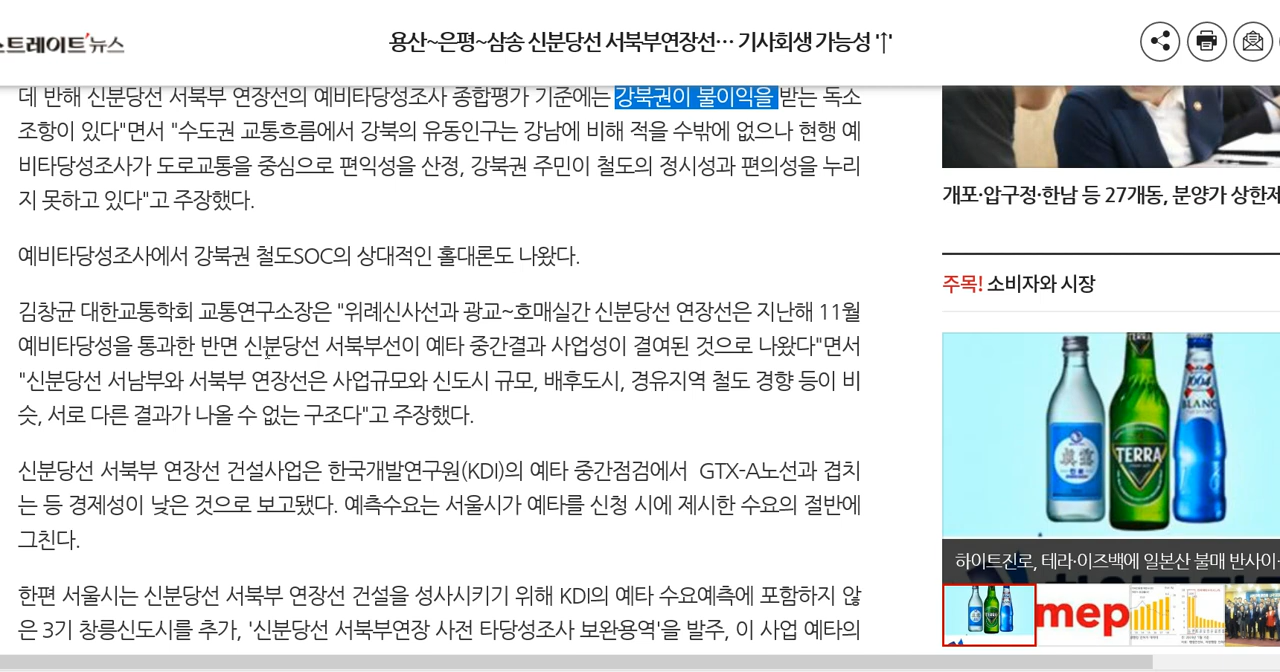 스트레이트뉴스
용산~은평~삼송 신분당선 서북부연장선… 기사회생 가능성 '↑'
데 반해 신분당선 서북부 연장선의 예비타당성조사 종합평가 기준에는 강북권이 불이익을 받는 독소
조항이 있다"면서 "수도권 교통흐름에서 강북의 유동인구는 강남에 비해 적을 수밖에 없으나 현행 예
비타당성조사가 도로교통을 중심으로 편익성을 산정, 강북권 주민이 철도의 정시성과 편의성을 누리
지 못하고 있다"고 주장했다.
예비타당성조사에서 강북권 철도SOC의 상대적인 홀대론도 나왔다.
김창균 대한교통학회 교통연구소장은 "위례신사선과 광교~호매실간 신분당선 연장선은 지난해 11월
예비타당성을 통과한 반면 신분당선 서북부선이 예타 중간결과 사업성이 결여된 것으로 나왔다"면서
"신분당선 서남부와 서북부 연장선은 사업규모와 신도시 규모, 배후도시, 경유지역 철도 경향 등이 비
슷, 서로 다른 결과가 나올 수 없는 구조다"고 주장했다.
신분당선 서북부 연장선 건설사업은 한국개발연구원(KDI)의 예타 중간점검에서 GTX-A노선과 겹치
는 등 경제성이 낮은 것으로 보고됐다. 예측수요는 서울시가 예타를 신청 시에 제시한 수요의 절반에
그친다.
한편 서울시는 신분당선 서북부 연장선 건설을 성사시키기 위해 KDI의 예타 수요예측에 포함하지 않
은 3기 창릉신도시를 추가, '신분당선 서북부연장 사전 타당성조사 보완용역'을 발주, 이 사업 예타의
개포·압구정·한남 등 27개동, 분양가 상한제
주목! 소비자와 시장
1664
BLANC
TERRA
하이트진로, 테라·이즈백에 일본산 불매 반사이
mep